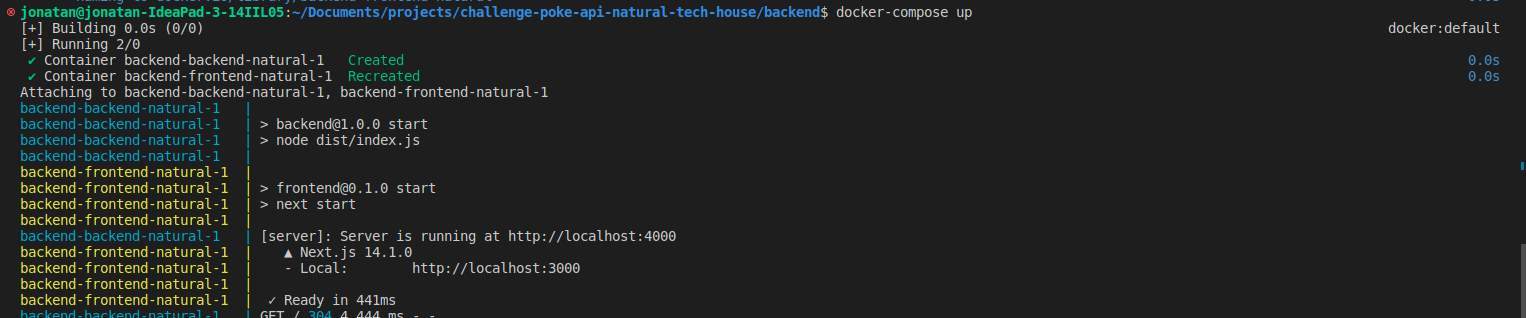 jonatan@jonatan-IdeaPad-3-14IIL05:~/Documents/projects/challenge-poke-api-natural-tech-house/backend$ docker-compose up
[+] Building 0.0s (0/0) docker:default
[+] Running 2/0
✔ Container backend-backend-natural-1 Created 0.0s
✔ Container backend-frontend-natural-1 Recreated 0.0s
Attaching to backend-backend-natural-1, backend-frontend-natural-1
backend-backend-natural-1 |
backend-backend-natural-1 | > backend@1.0.0 start
backend-backend-natural-1 | > node dist/index.js
backend-backend-natural-1 |
backend-frontend-natural-1 |
backend-frontend-natural-1 | > frontend@0.1.0 start
backend-frontend-natural-1 | > next start
backend-frontend-natural-1 |
backend-backend-natural-1 | [server]: Server is running at http://localhost:4000
backend-frontend-natural-1 | ▲ Next.js 14.1.0
backend-frontend-natural-1 | - Local: http://localhost:3000
backend-frontend-natural-1 |
backend-frontend-natural-1 | ✓ Ready in 441ms
backend-backend-natural-1 | GET / 304 4.444 ms - -